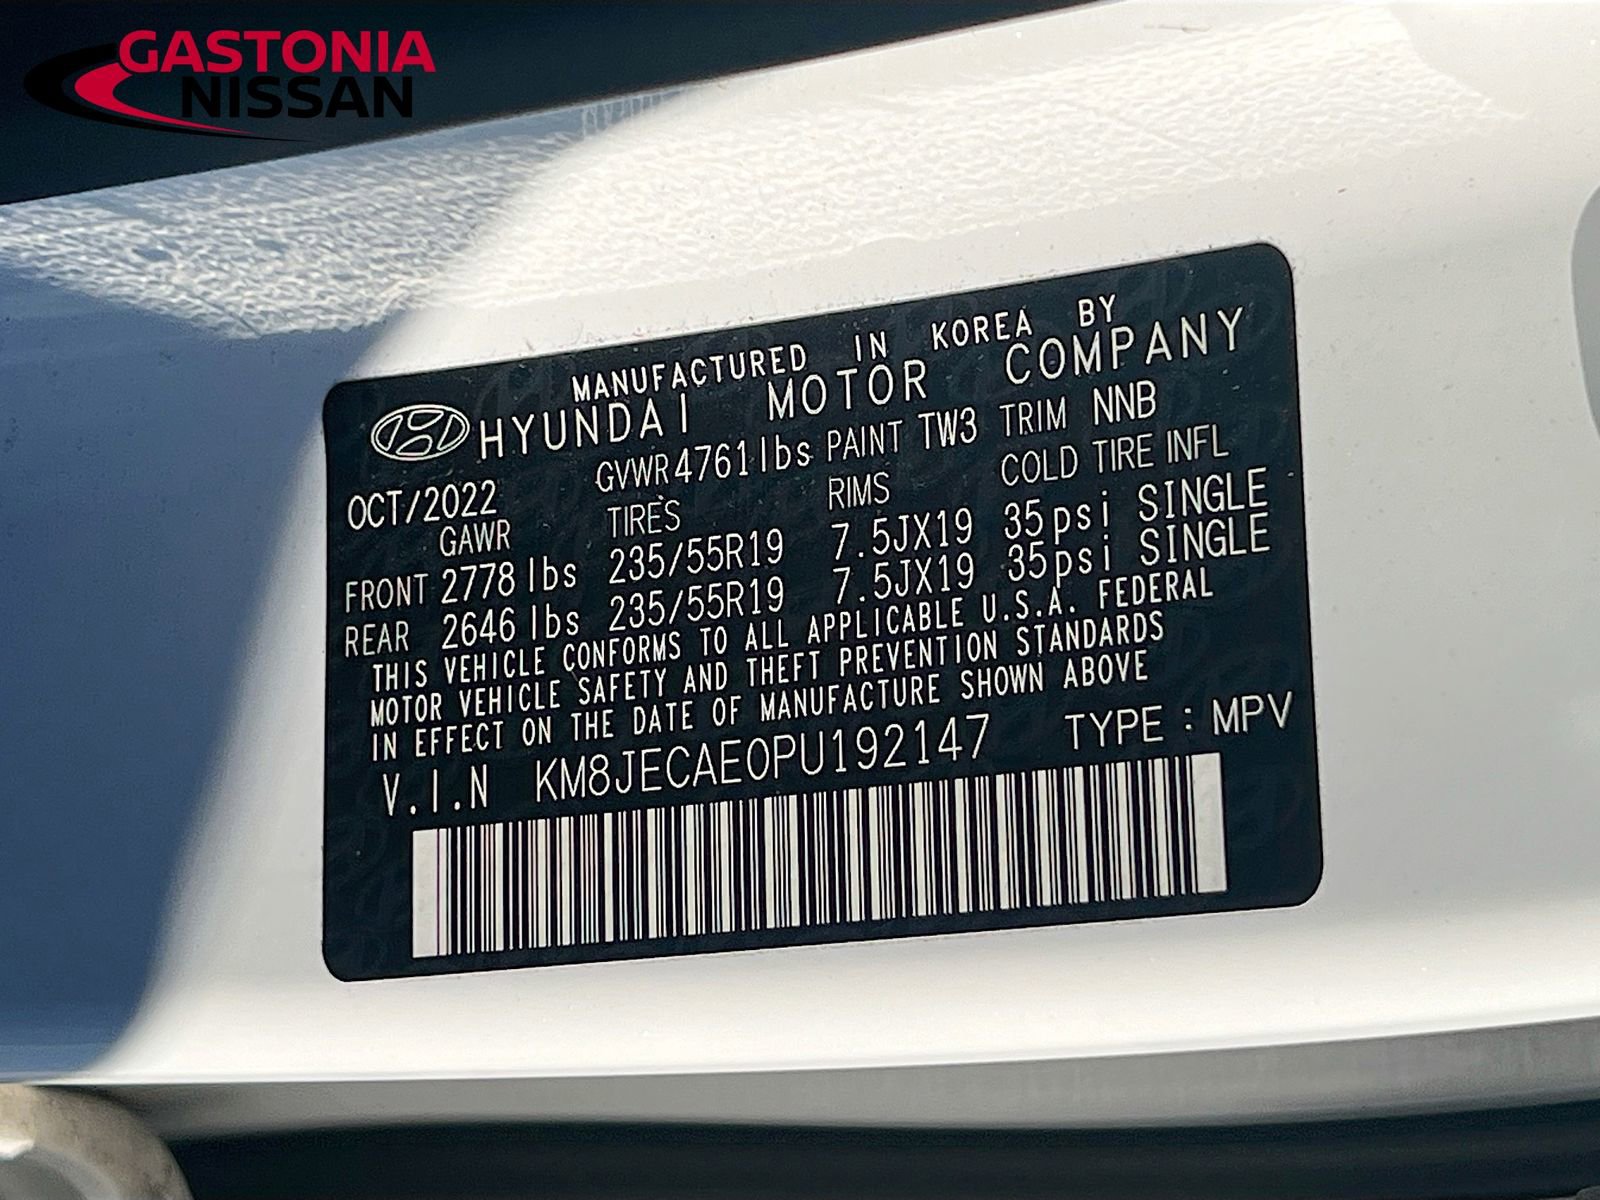 GASTONIA
NISSAN
MANUFACTURED IN KOREA BY
HYUNDAI MOTOR COMPANY
OCT/2022 GVWR 4761lbs PAINT TW3 TRIM NNB
GAWR TIRES RIMS COLD TIRE INFL
FRONT 2778 lbs 235/55R19 7.5JX19 35psi SINGLE
REAR 2646 lbs 235/55R19 7.5JX19 35psi SINGLE
THIS VEHICLE CONFORMS TO ALL APPLICABLE U.S.A. FEDERAL
MOTOR VEHICLE SAFETY AND THEFT PREVENTION STANDARDS
IN EFFECT ON THE DATE OF MANUFACTURE SHOWN ABOVE
V.I.N KM8JECAE0PU192147 TYPE : MPV